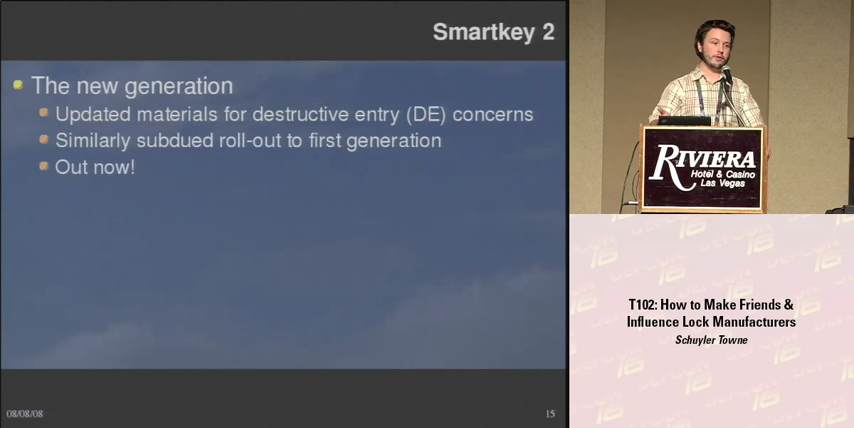 Smartkey 2
The new generation
Updated materials for destructive entry (DE) concerns
Similarly subdued roll-out to first generation
Out now!
08/08/08
15
RIVIERA
Hotel & Casino
Las Vegas
T102: How to Make Friends &
Influence Lock Manufacturers
Schuyler Towne